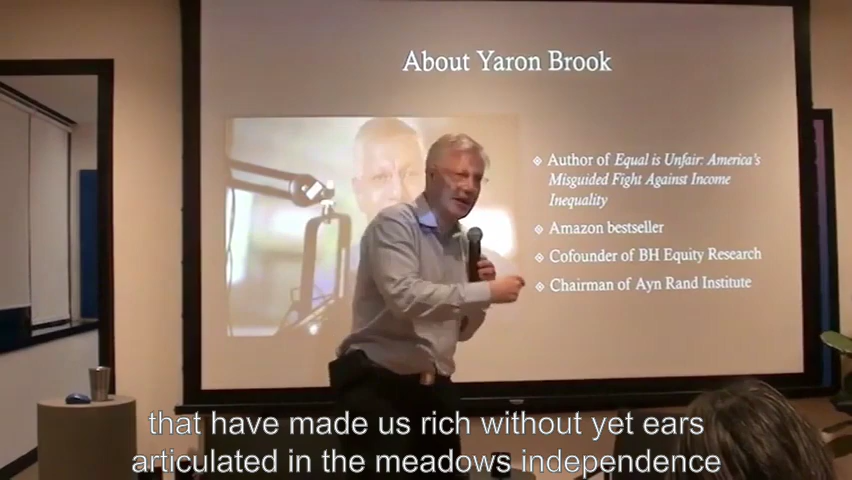 About Yaron Brook
❖ Author of Equal is Unfair: America's
Misguided Fight Against Income
Inequality
❖ Amazon bestseller
❖ Cofounder of BH Equity Research
❖ Chairman of Ayn Rand Institute
that have made us rich without yet ears
articulated in the meadows independence